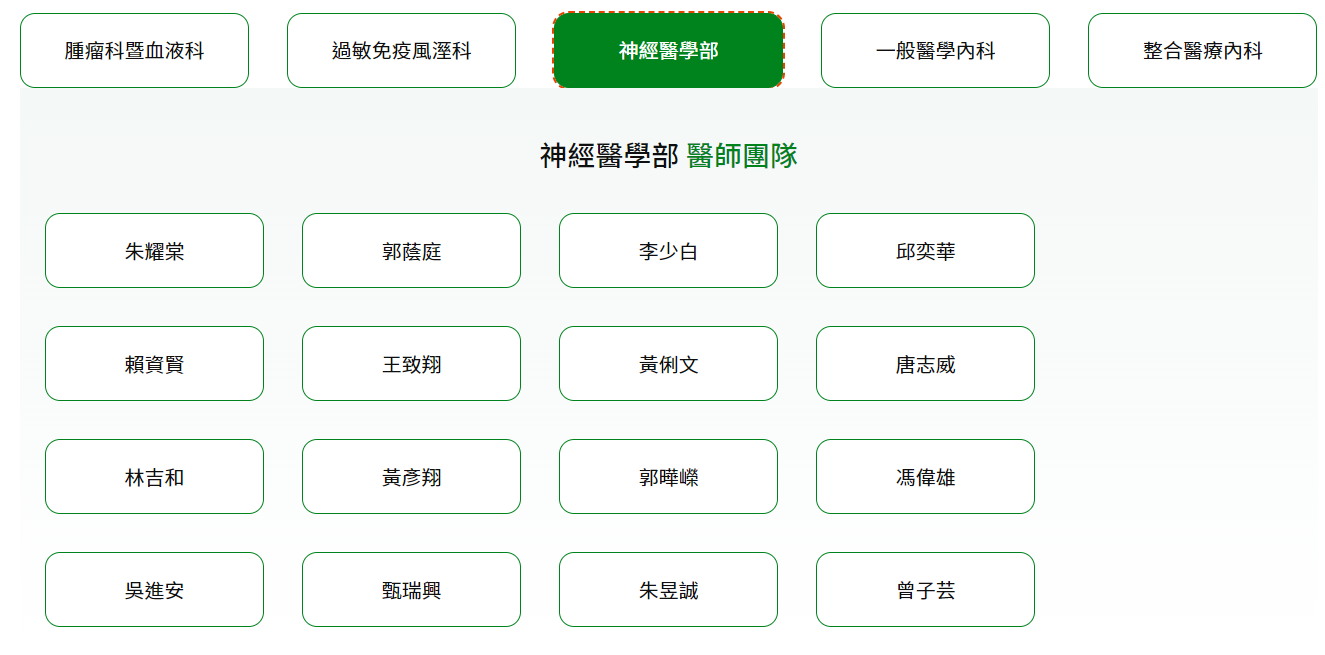 腫瘤科暨血液科 過敏免疫風溼科 神經醫學部 一般醫學內科 整合醫療內科
神經醫學部 醫師團隊
朱耀棠 郭蔭庭 李少白 邱奕華
賴資賢 王致翔 黃俐文 唐志威
林吉和 黃彥翔 郭曄嶸 馮偉雄
吳進安 甄瑞興 朱昱誠 曾子芸